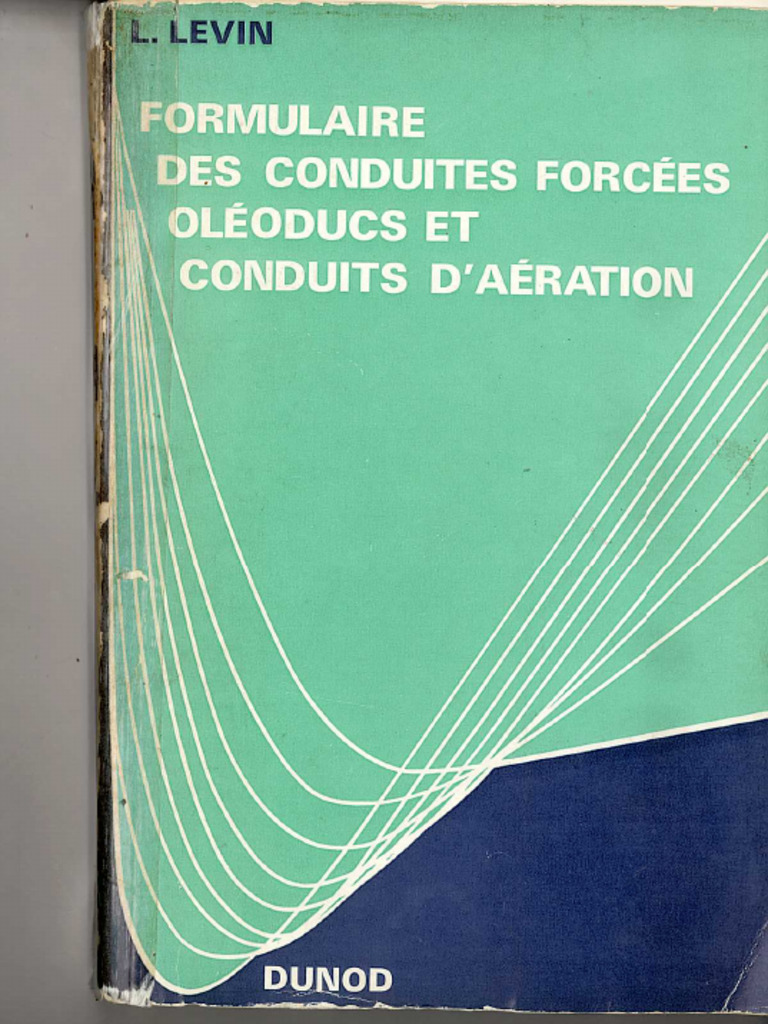 L. LEVIN
FORMULAIRE
DES CONDUITES FORCÉES
OLÉODUCS ET
CONDUITS D'AÉRATION
DUNOD